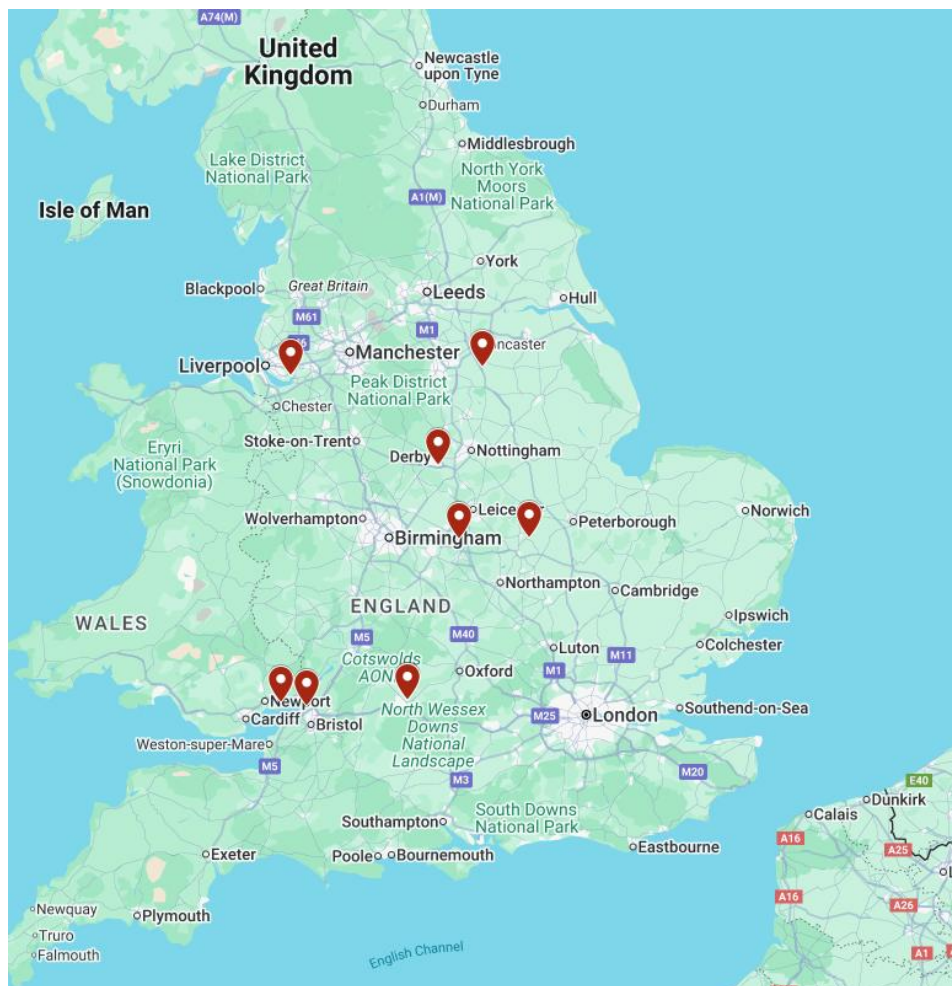 A74(M)
United
Kingdom
Newcastle
upon Tyne
Durham
Middlesbrough
Lake District
National Park
North York
Moors
National Park
A1(M)
Isle of Man
York
Blackpool
Great Britain
Leeds
Hull
M61
M1
Manchester
Liverpool
Peak District
National Park
Chester
Stoke-on-Trent
Nottingham
Derby
Eryri
National Park
(Snowdonia)
Wolverhampton
Peterborough
Norwich
Birmingham
Northampton
Cambridge
ENGLAND
WALES
Ipswich
M5
M40
Colchester
Luton
M11
Cotswolds
Oxford
M1
Newport
Cardiff
Bristol
North Wessex
Downs
National
Landscape
M25
London
Southend-on-Sea
Weston-super-Mare
M5
M3
M20
E40
Dunkirk
Calais
South Downs
National Park
Southampton
A16
A25
Eastbourne
Exeter
Poole
Bournemouth
A16
A26
Newquay
Plymouth
Truro
Falmouth
English Channel
A1